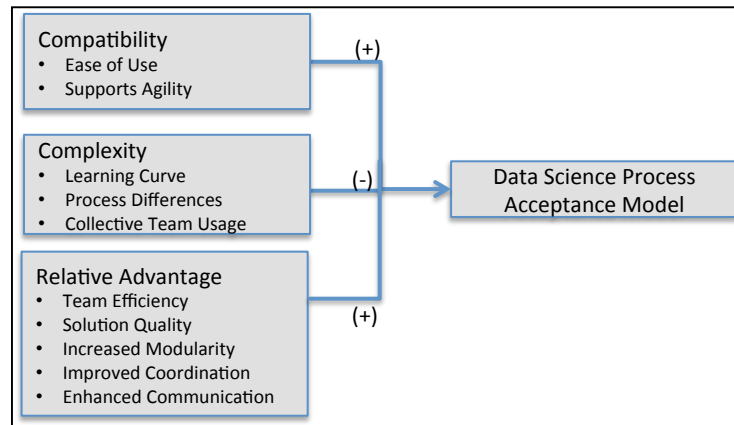 Compatibility
• Ease of Use
• Supports Agility
(+)
Complexity
• Learning Curve
• Process Differences
• Collective Team Usage
(-)
Relative Advantage
• Team Efficiency
• Solution Quality
• Increased Modularity
• Improved Coordination
• Enhanced Communication
(+)
Data Science Process
Acceptance Model